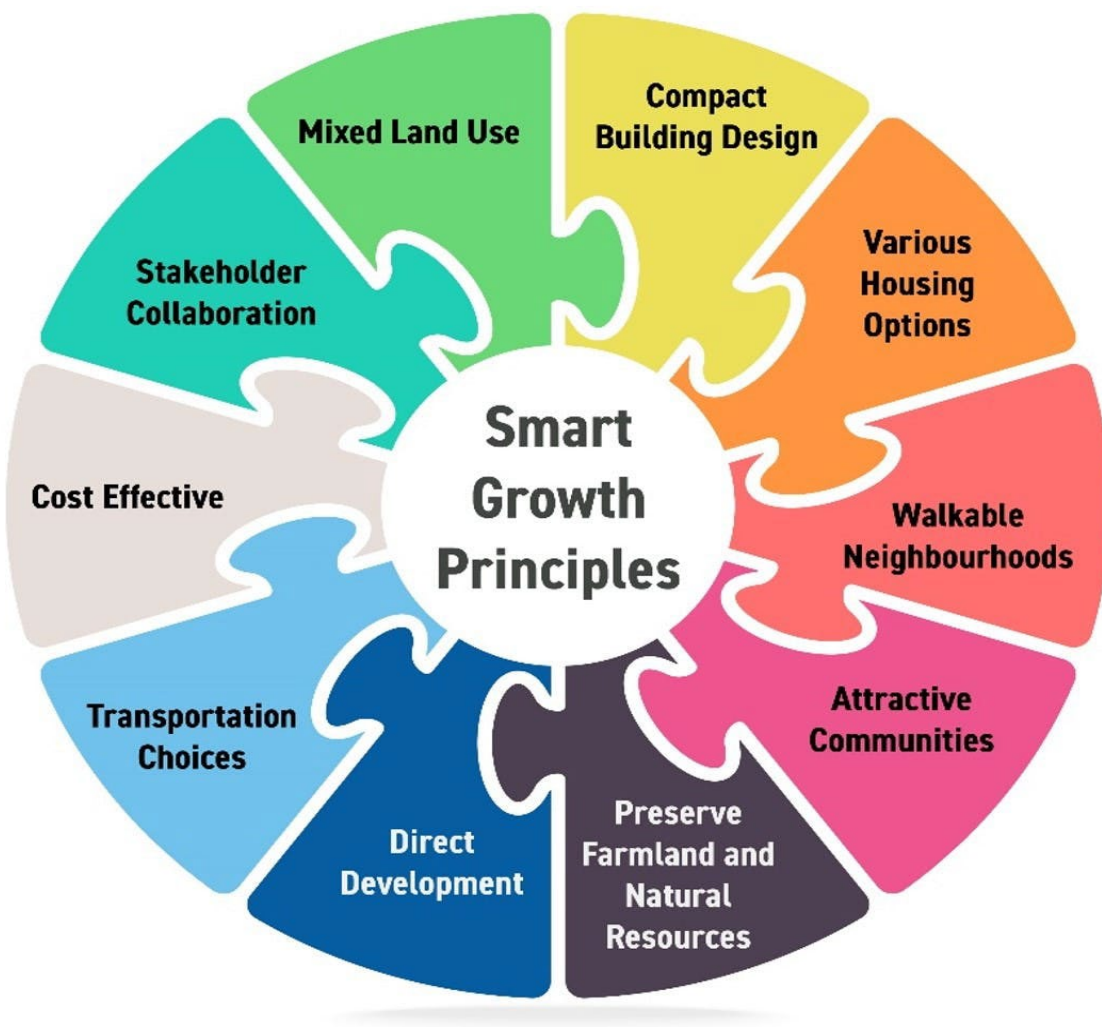 Mixed Land Use
Compact
Building Design
Various
Housing
Options
Walkable
Neighbourhoods
Attractive
Communities
Preserve
Farmland and
Natural
Resources
Direct
Development
Transportation
Choices
Cost Effective
Stakeholder
Collaboration
Smart
Growth
Principles